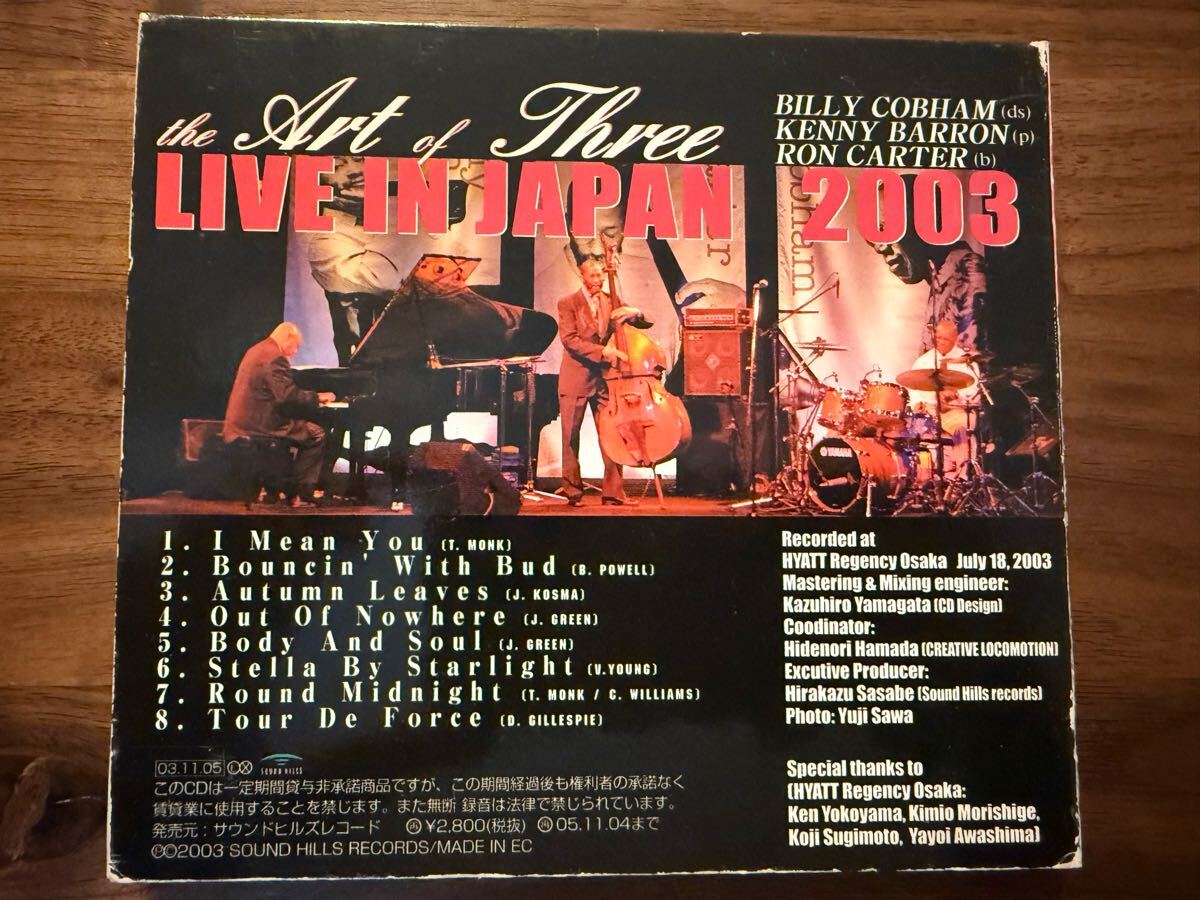 the Art of Three
LIVE IN JAPAN 2003
BILLY COBHAM (ds)
KENNY BARRON (p)
RON CARTER (b)
YAMAHA
1. I Mean You (T. MONK)
2. Bouncin' With Bud (B. POWELL)
3. Autumn Leaves (J. KOSMA)
4. Out Of Nowhere (J. GREEN)
5. Body And Soul (J. GREEN)
6. Stella By Starlight (V.YOUNG)
7. Round Midnight (T. MONK / C. WILLIAMS)
8. Tour De Force (D. GILLESPIE)
Recorded at
HYATT Regency Osaka July 18, 2003
Mastering & Mixing engineer:
Kazuhiro Yamagata (CD Design)
Coodinator:
Hidenori Hamada (CREATIVE LOCOMOTION)
Excutive Producer:
Hirakazu Sasabe (Sound Hills records)
Photo: Yuji Sawa
Special thanks to
(HYATT Regency Osaka:
Ken Yokoyama, Kimio Morishige,
Koji Sugimoto, Yayoi Awashima)
03.11.05 LX SOUND HILLS
このCDは一定期間貸与非承諾商品ですが、この期間経過後も権利者の承諾なく
賃貸業に使用することを禁じます。また無断 録音は法律で禁じられています。
発売元：サウンドヒルズレコード ㋘¥2,800(税抜) ㋘05.11.04まで
ⓅⒸ2003 SOUND HILLS RECORDS/MADE IN EC